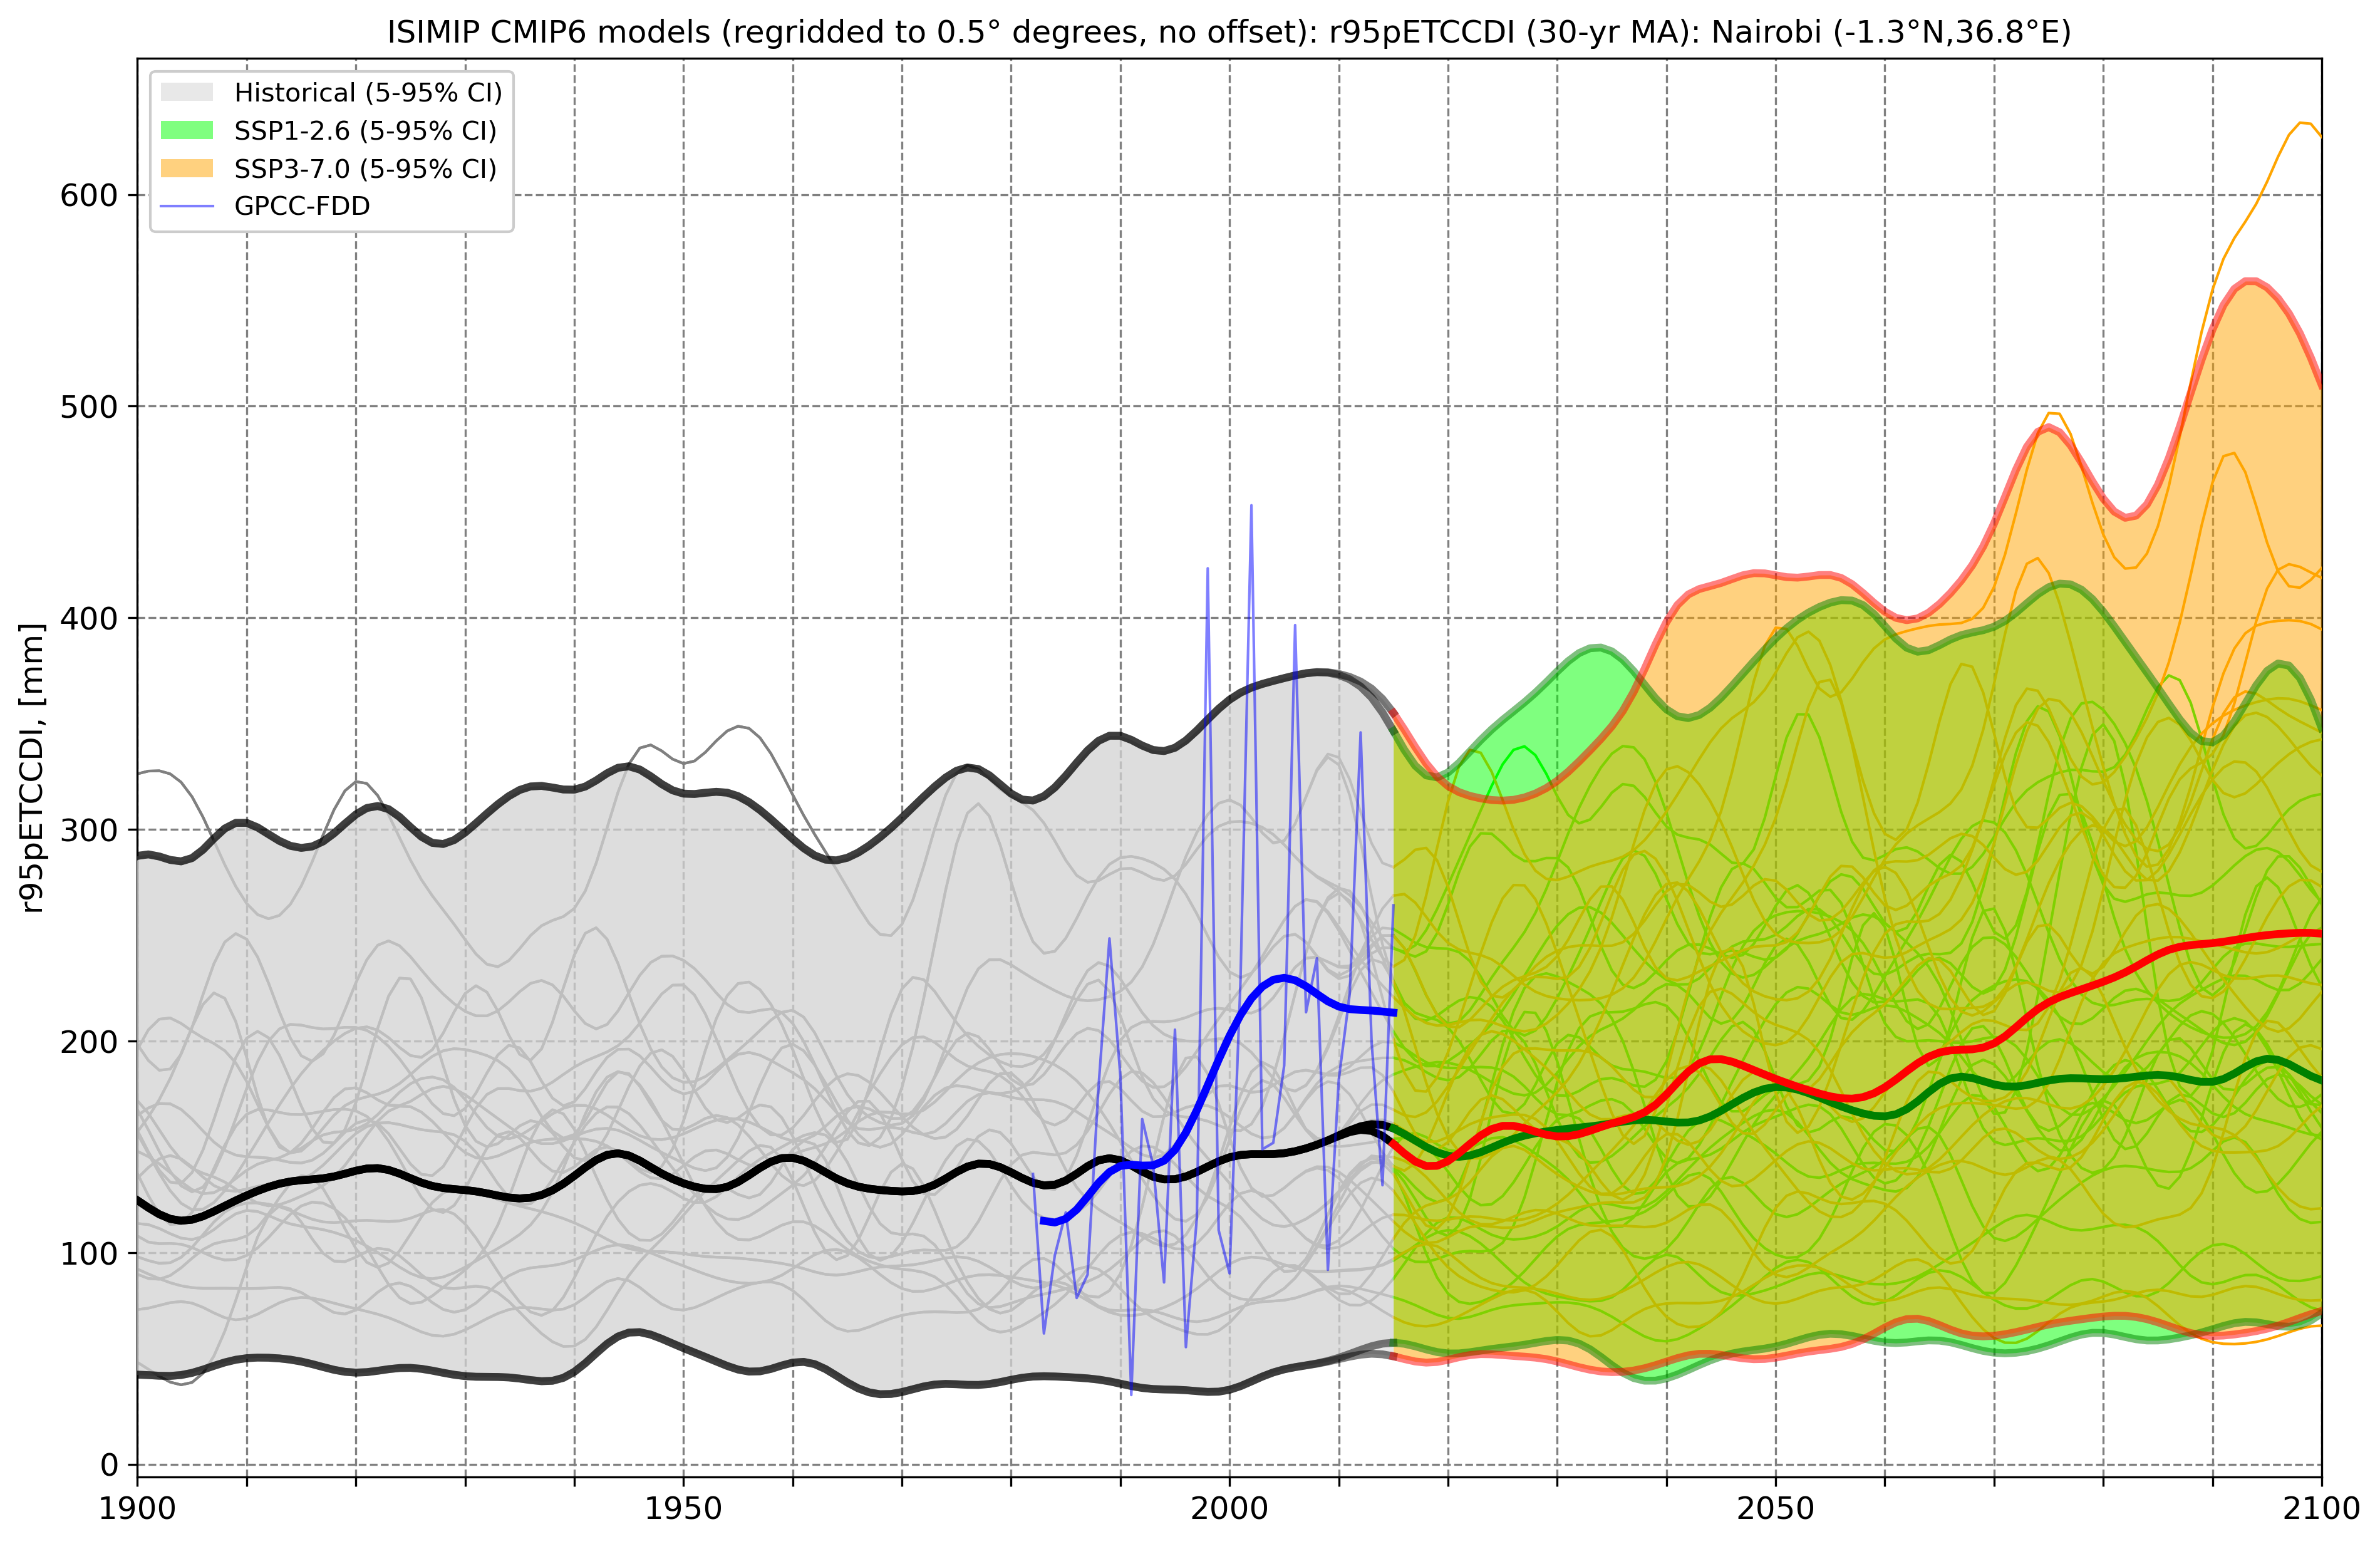 ISIMIP CMIP6 models (regridded to 0.5° degrees, no offset): r95pETCCDI (30-yr MA): Nairobi (-1.3°N,36.8°E)
Historical (5-95% CI)
SSP1-2.6 (5-95% CI)
SSP3-7.0 (5-95% CI)
GPCC-FDD
r95pETCCDI, [mm]
600
500
400
300
200
100
0
1900
1950
2000
2050
2100